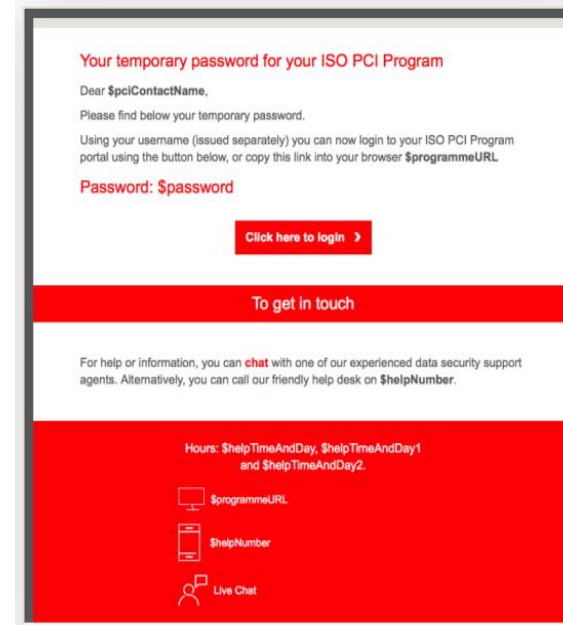 Your temporary password for your ISO PCI Program
Dear $pciContactName,
Please find below your temporary password.
Using your username (issued separately) you can now login to your ISO PCI Program
portal using the button below, or copy this link into your browser $programmeURL
Password: $password
Click here to login ❯
To get in touch
For help or information, you can chat with one of our experienced data security support
agents. Alternatively, you can call our friendly help desk on $helpNumber.
Hours: $helpTimeAndDay, $helpTimeAndDay1
and $helpTimeAndDay2.
$programmeURL
$helpNumber
Live Chat